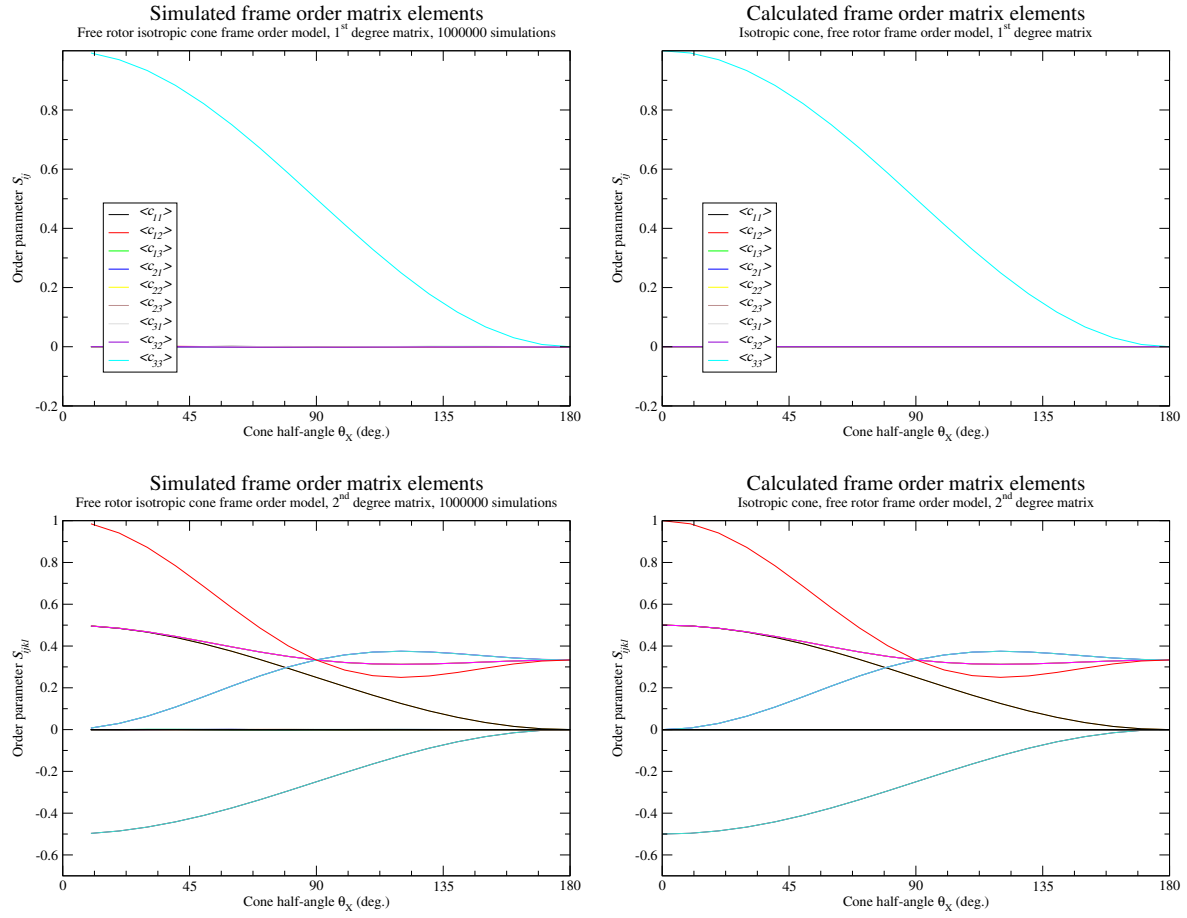 Simulated frame order matrix elements
Free rotor isotropic cone frame order model, 1st degree matrix, 1000000 simulations
Order parameter Sij
0.8
0.6
0.4
0.2
0
-0.2
<c11>
<c12>
<c13>
<c21>
<c22>
<c23>
<c31>
<c32>
<c33>
0 45 90 135 180
Cone half-angle θX (deg.)
Calculated frame order matrix elements
Isotropic cone, free rotor frame order model, 1st degree matrix
Order parameter Sij
0.8
0.6
0.4
0.2
0
-0.2
<c11>
<c12>
<c13>
<c21>
<c22>
<c23>
<c31>
<c32>
<c33>
0 45 90 135 180
Cone half-angle θX (deg.)
Simulated frame order matrix elements
Free rotor isotropic cone frame order model, 2nd degree matrix, 1000000 simulations
Order parameter Sijkl
1
0.8
0.6
0.4
0.2
0
-0.2
-0.4
-0.6
0 45 90 135 180
Cone half-angle θX (deg.)
Calculated frame order matrix elements
Isotropic cone, free rotor frame order model, 2nd degree matrix
Order parameter Sijkl
1
0.8
0.6
0.4
0.2
0
-0.2
-0.4
-0.6
0 45 90 135 180
Cone half-angle θX (deg.)